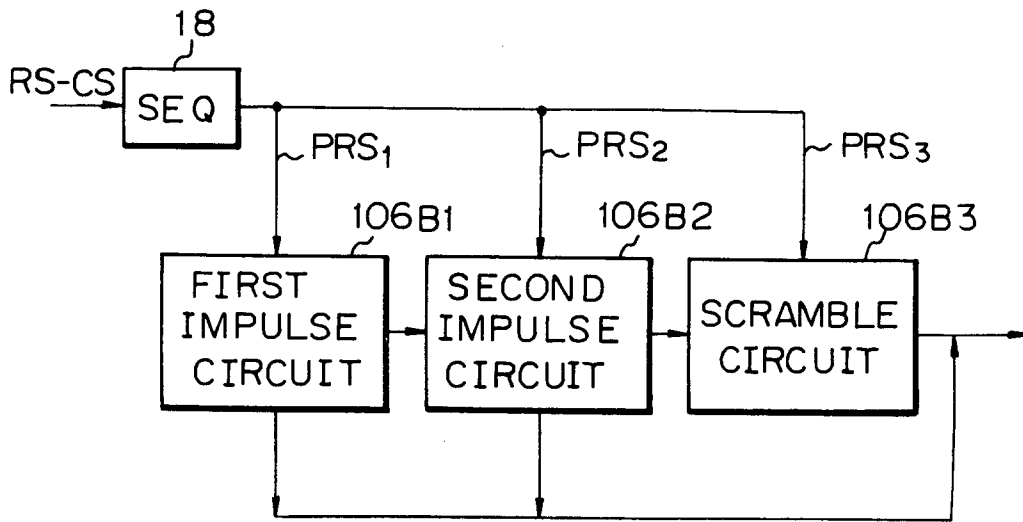 18
RS-CS
SEQ
PRS1
PRS2
PRS3
106B1
106B2
106B3
FIRST
IMPULSE
CIRCUIT
SECOND
IMPULSE
CIRCUIT
SCRAMBLE
CIRCUIT